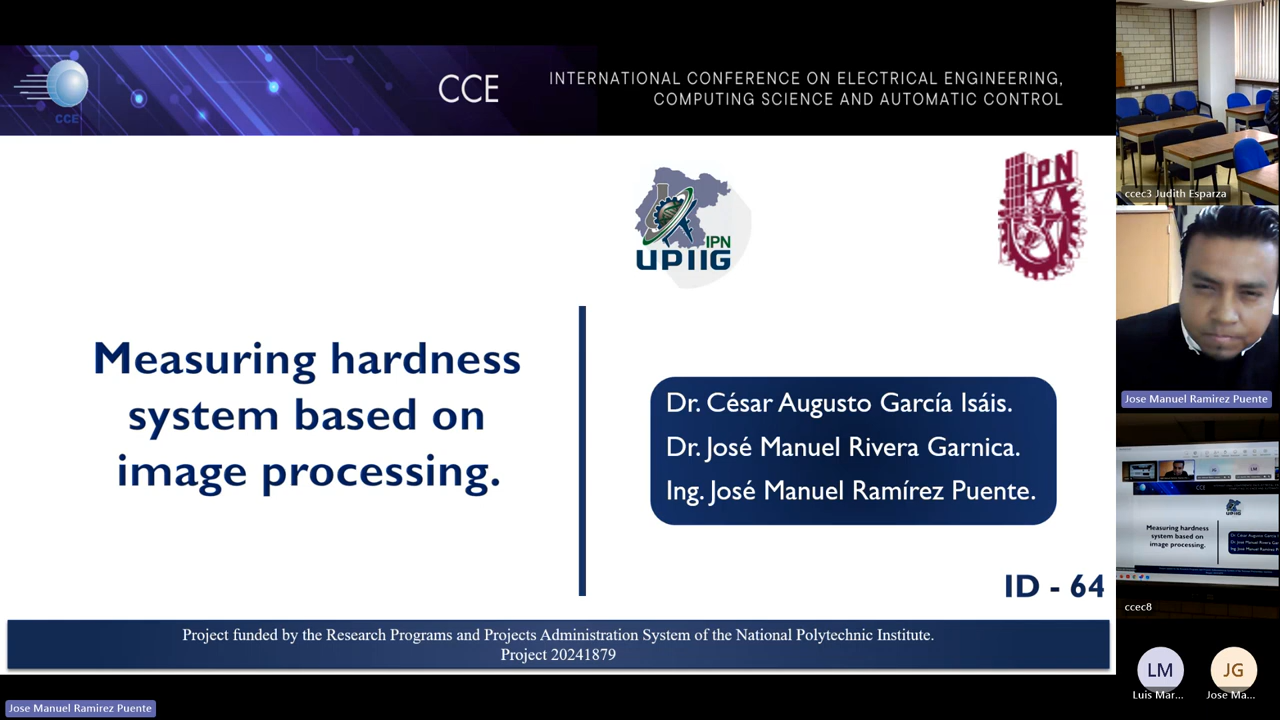 CCE
CCE
INTERNATIONAL CONFERENCE ON ELECTRICAL ENGINEERING,
COMPUTING SCIENCE AND AUTOMATIC CONTROL
IPN
UPIIG
IPN
Measuring hardness
system based on
image processing.
Dr. César Augusto García Isáis.
Dr. José Manuel Rivera Garnica.
Ing. José Manuel Ramírez Puente.
ID - 64
Project funded by the Research Programs and Projects Administration System of the National Polytechnic Institute.
Project 20241879
Jose Manuel Ramirez Puente
ccec3 Judith Esparza
Jose Manuel Ramirez Puente
UPIIG
Measuring hardness
system based on
image processing.
ccec8
LM
JG
Luis Mar...
Jose Ma...